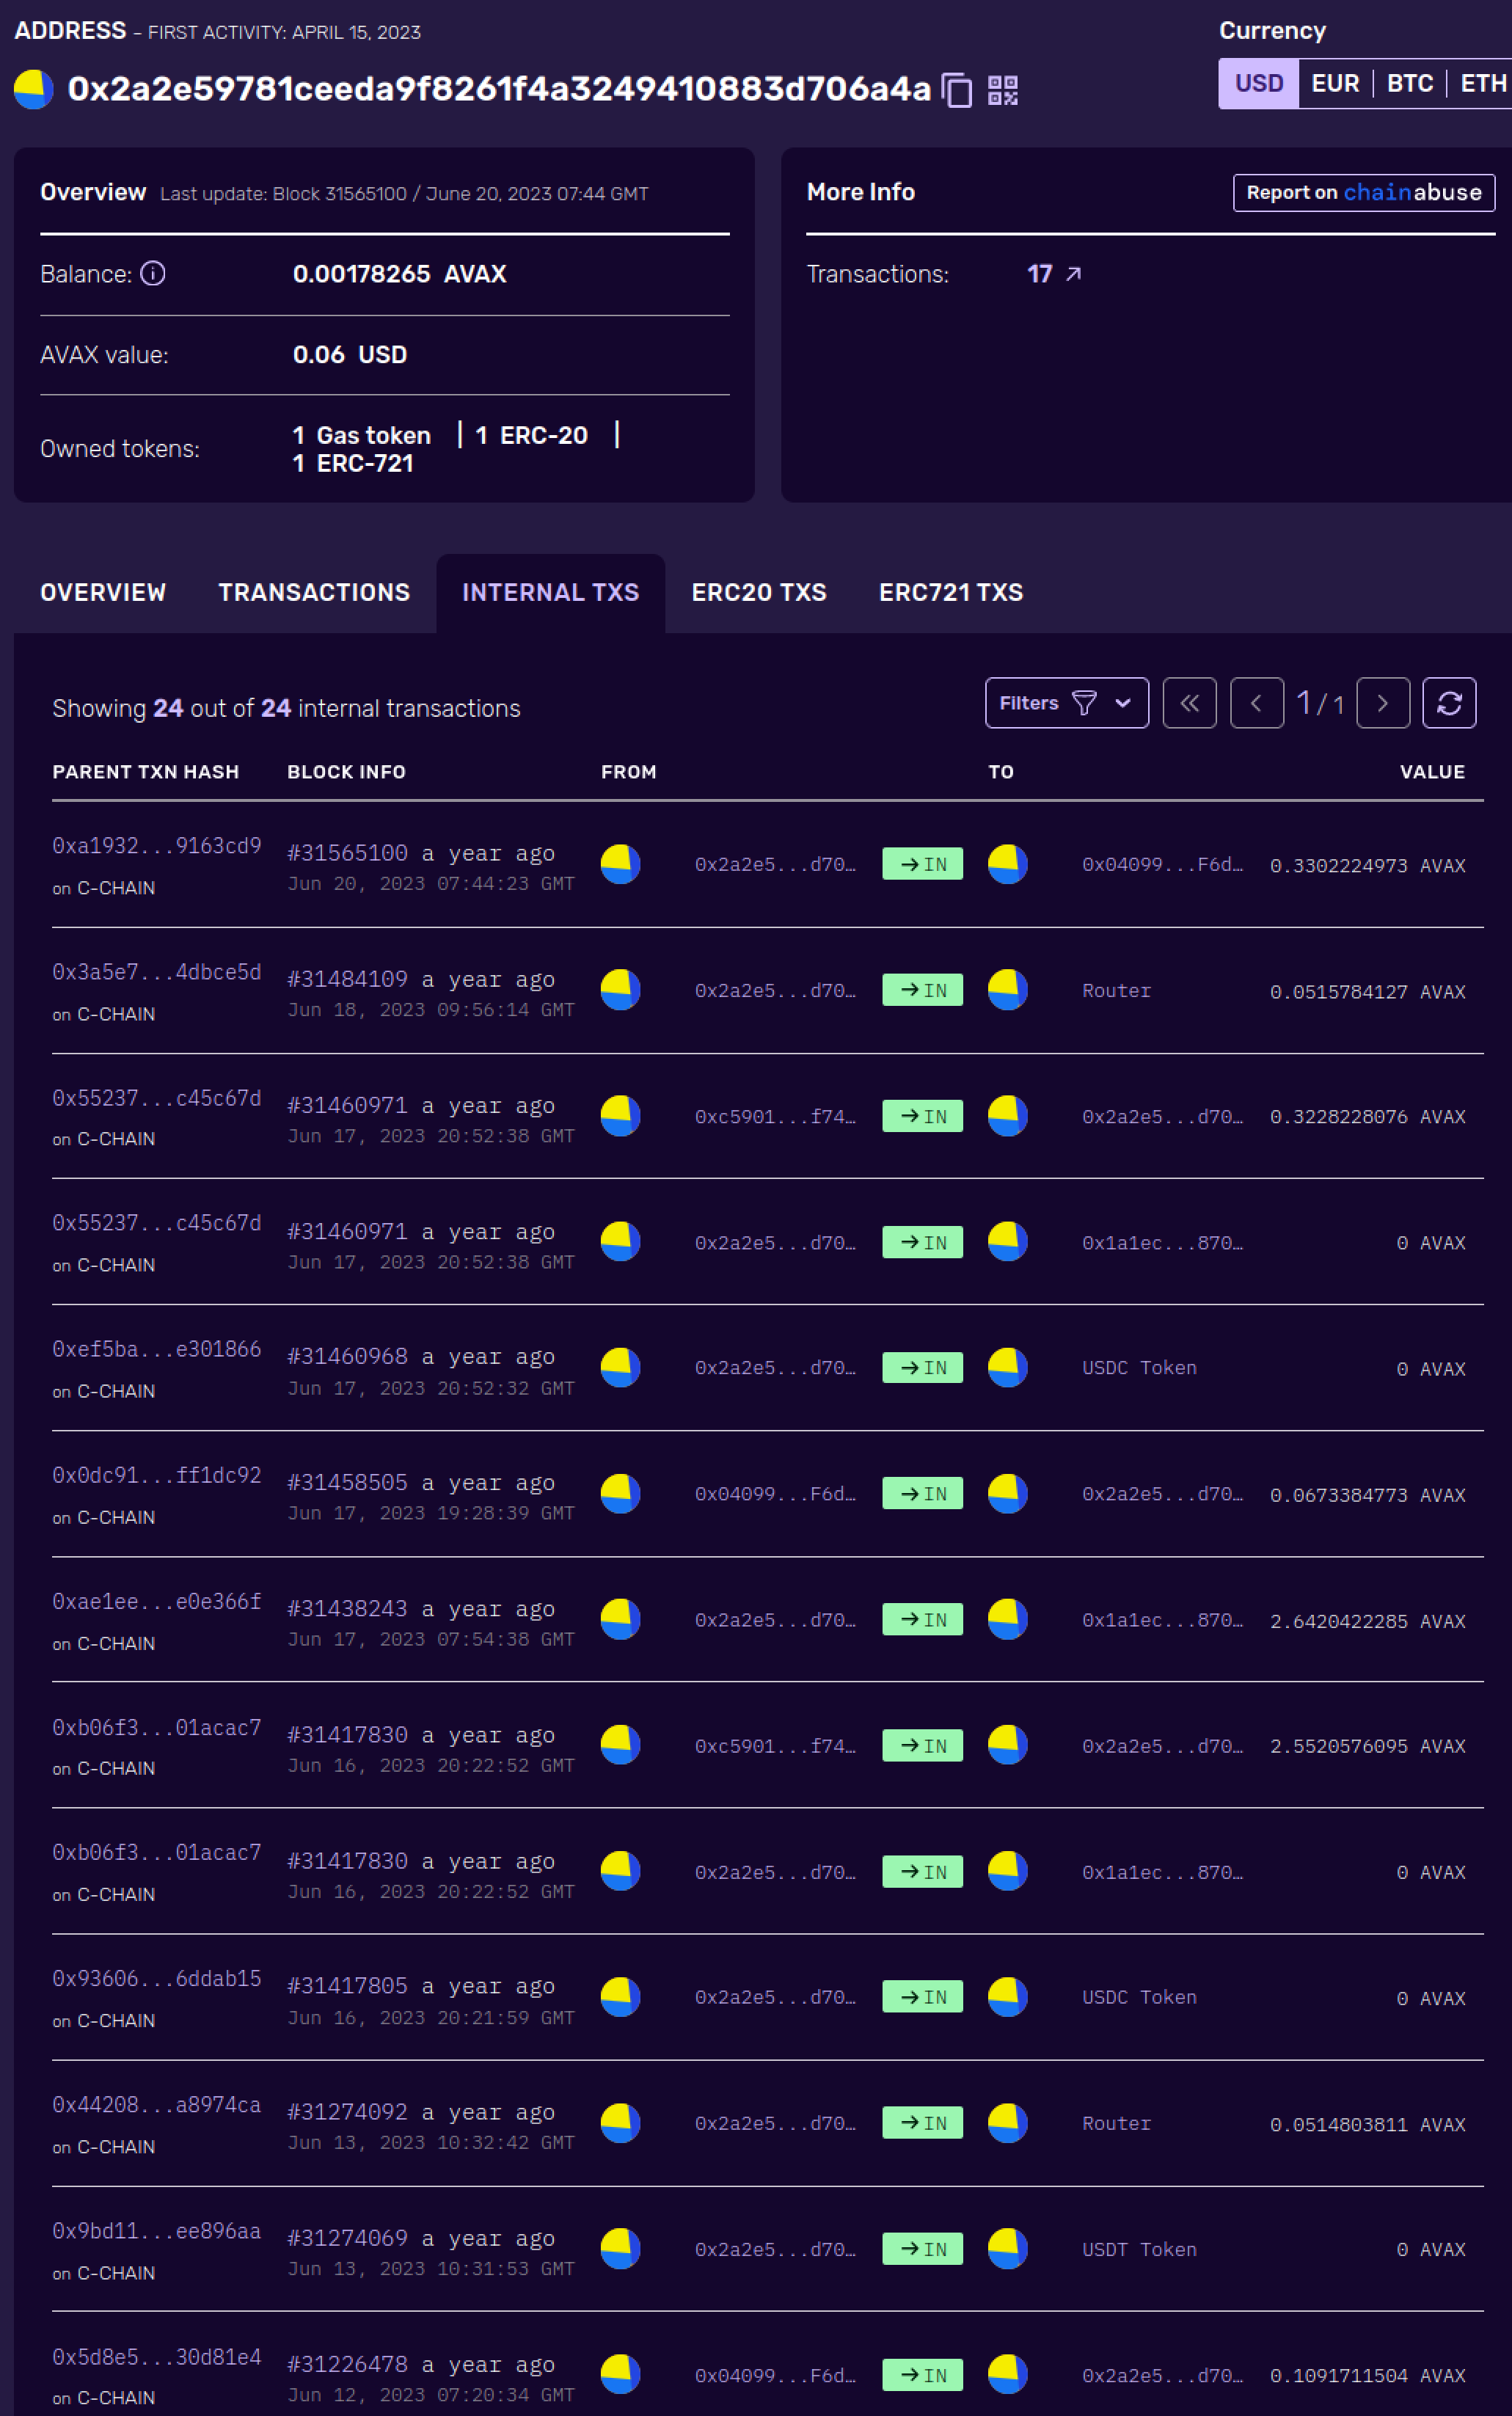 ADDRESS - FIRST ACTIVITY: APRIL 15, 2023
Currency
0x2a2e59781ceeda9f8261f4a3249410883d706a4a
USD EUR BTC ETH
Overview Last update: Block 31565100 / June 20, 2023 07:44 GMT
Balance: 0.00178265 AVAX
AVAX value: 0.06 USD
Owned tokens: 1 Gas token | 1 ERC-20 |
1 ERC-721
More Info Report on chainabuse
Transactions: 17
OVERVIEW TRANSACTIONS INTERNAL TXS ERC20 TXS ERC721 TXS
Showing 24 out of 24 internal transactions
Filters 1/1
PARENT TXN HASH BLOCK INFO FROM TO VALUE
0xa1932...9163cd9 #31565100 a year ago 0x2a2e5...d70… IN 0x04099...F6d… 0.3302224973 AVAX
on C-CHAIN Jun 20, 2023 07:44:23 GMT
0x3a5e7...4dbce5d #31484109 a year ago 0x2a2e5...d70… IN Router 0.0515784127 AVAX
on C-CHAIN Jun 18, 2023 09:56:14 GMT
0x55237...c45c67d #31460971 a year ago 0xc5901...f74… IN 0x2a2e5...d70… 0.3228228076 AVAX
on C-CHAIN Jun 17, 2023 20:52:38 GMT
0x55237...c45c67d #31460971 a year ago 0x2a2e5...d70… IN 0x1a1ec...870… 0 AVAX
on C-CHAIN Jun 17, 2023 20:52:38 GMT
0xef5ba...e301866 #31460968 a year ago 0x2a2e5...d70… IN USDC Token 0 AVAX
on C-CHAIN Jun 17, 2023 20:52:32 GMT
0x0dc91...ff1dc92 #31458505 a year ago 0x04099...F6d… IN 0x2a2e5...d70… 0.0673384773 AVAX
on C-CHAIN Jun 17, 2023 19:28:39 GMT
0xae1ee...e0e366f #31438243 a year ago 0x2a2e5...d70… IN 0x1a1ec...870… 2.6420422285 AVAX
on C-CHAIN Jun 17, 2023 07:54:38 GMT
0xb06f3...01acac7 #31417830 a year ago 0xc5901...f74… IN 0x2a2e5...d70… 2.5520576095 AVAX
on C-CHAIN Jun 16, 2023 20:22:52 GMT
0xb06f3...01acac7 #31417830 a year ago 0x2a2e5...d70… IN 0x1a1ec...870… 0 AVAX
on C-CHAIN Jun 16, 2023 20:22:52 GMT
0x93606...6ddab15 #31417805 a year ago 0x2a2e5...d70… IN USDC Token 0 AVAX
on C-CHAIN Jun 16, 2023 20:21:59 GMT
0x44208...a8974ca #31274092 a year ago 0x2a2e5...d70… IN Router 0.0514803811 AVAX
on C-CHAIN Jun 13, 2023 10:32:42 GMT
0x9bd11...ee896aa #31274069 a year ago 0x2a2e5...d70… IN USDT Token 0 AVAX
on C-CHAIN Jun 13, 2023 10:31:53 GMT
0x5d8e5...30d81e4 #31226478 a year ago 0x04099...F6d… IN 0x2a2e5...d70… 0.1091711504 AVAX
on C-CHAIN Jun 12, 2023 07:20:34 GMT